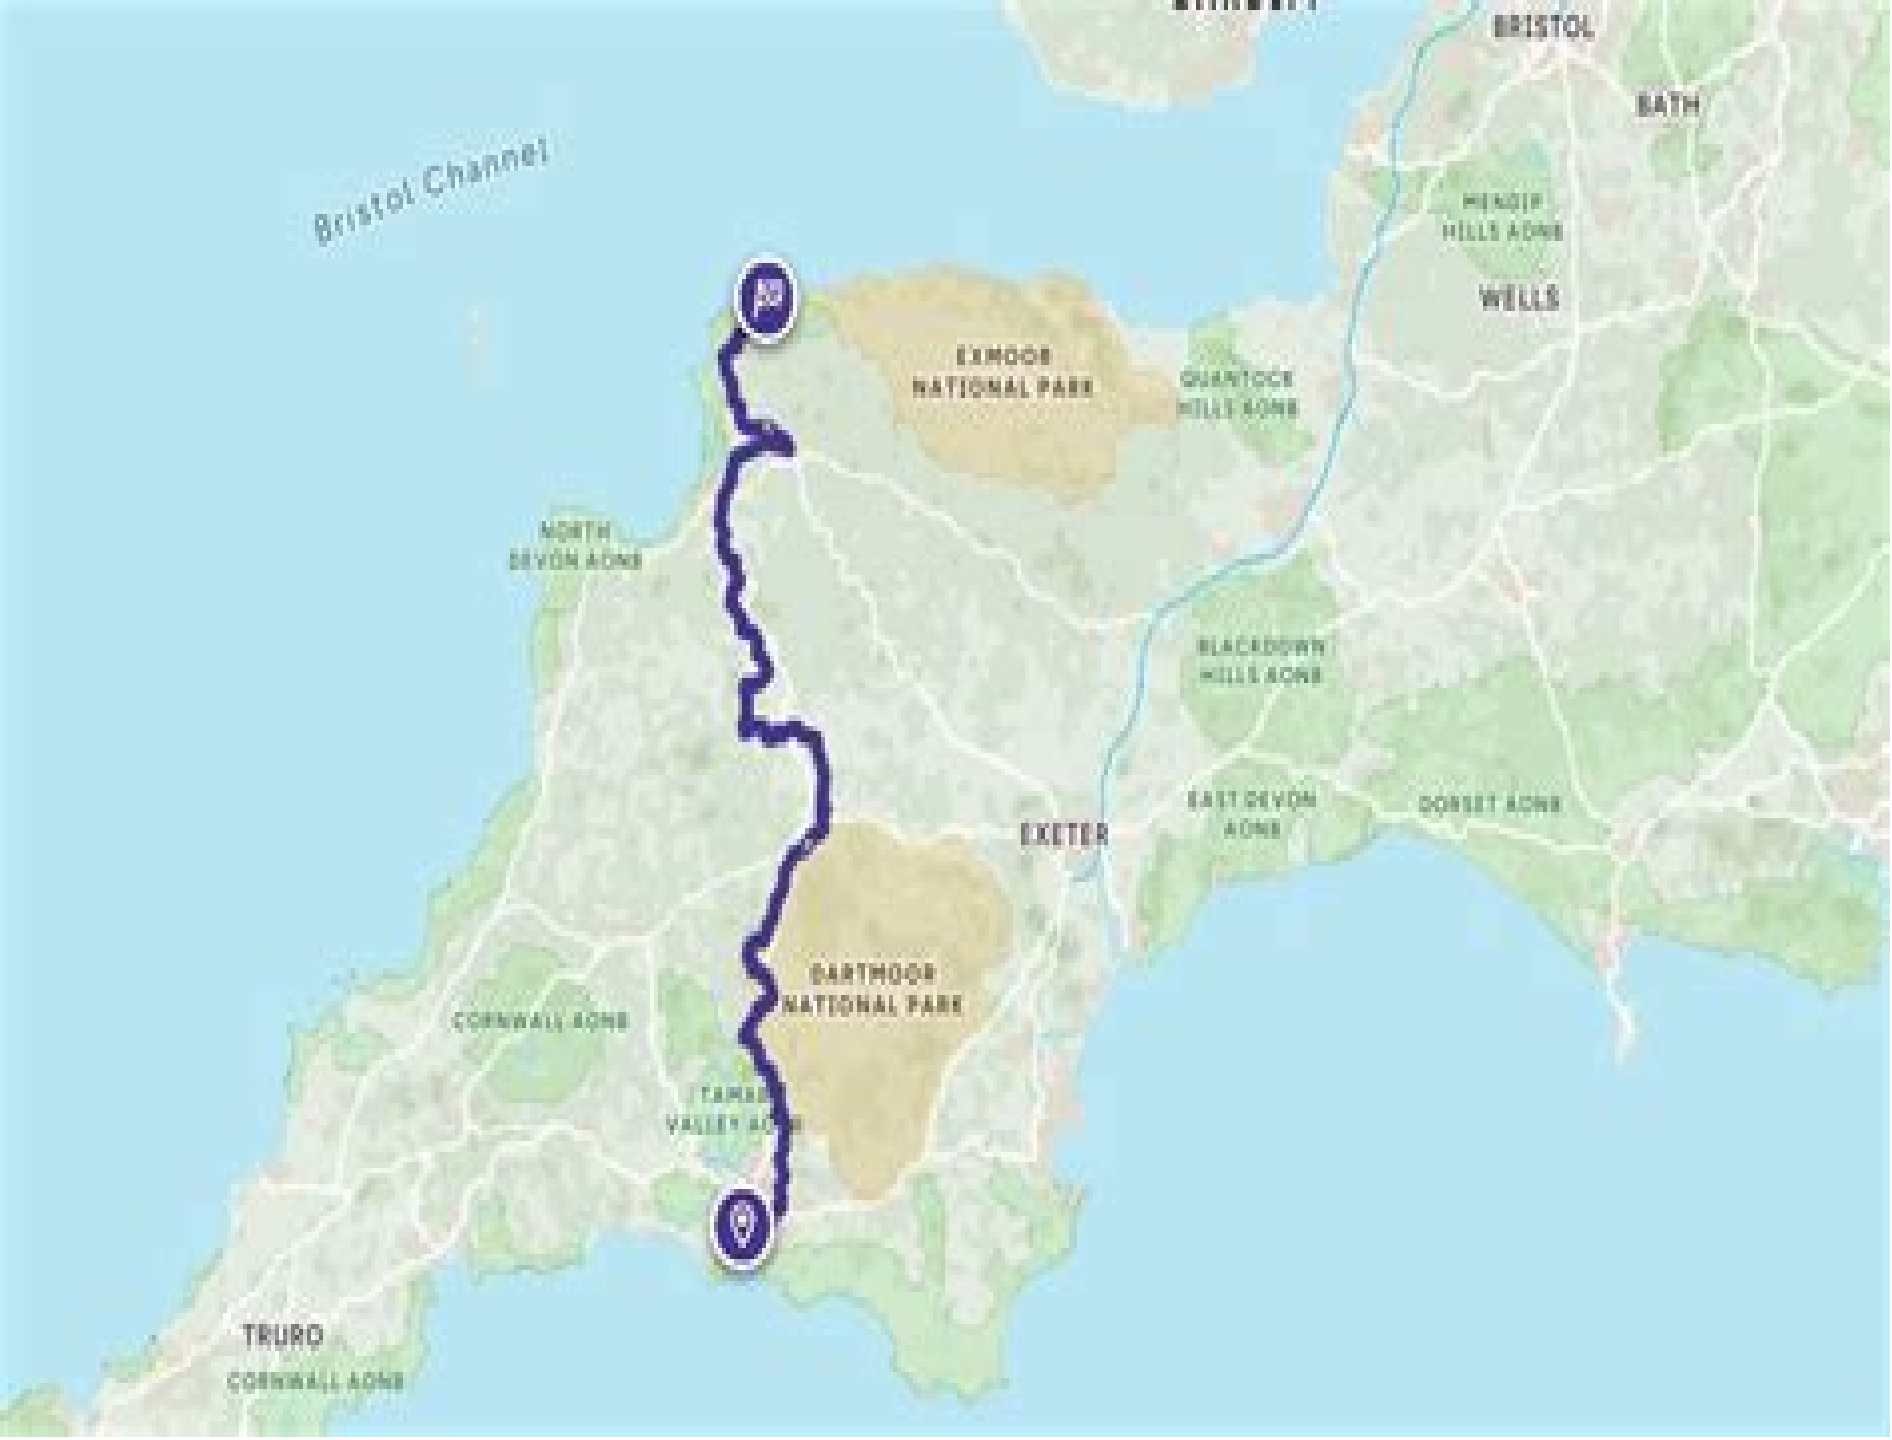 BRISTOL
BATH
Bristol Channel
MENDIP
HILLS AONB
WELLS
EXMOOR
NATIONAL PARK
QUANTOCK
HILLS AONB
NORTH
DEVON AONB
BLACKDOWN
HILLS AONB
EAST DEVON
AONB
DORSET AONB
EXETER
DARTMOOR
NATIONAL PARK
CORNWALL AONB
VALLEY
TRURO
CORNWALL AONB